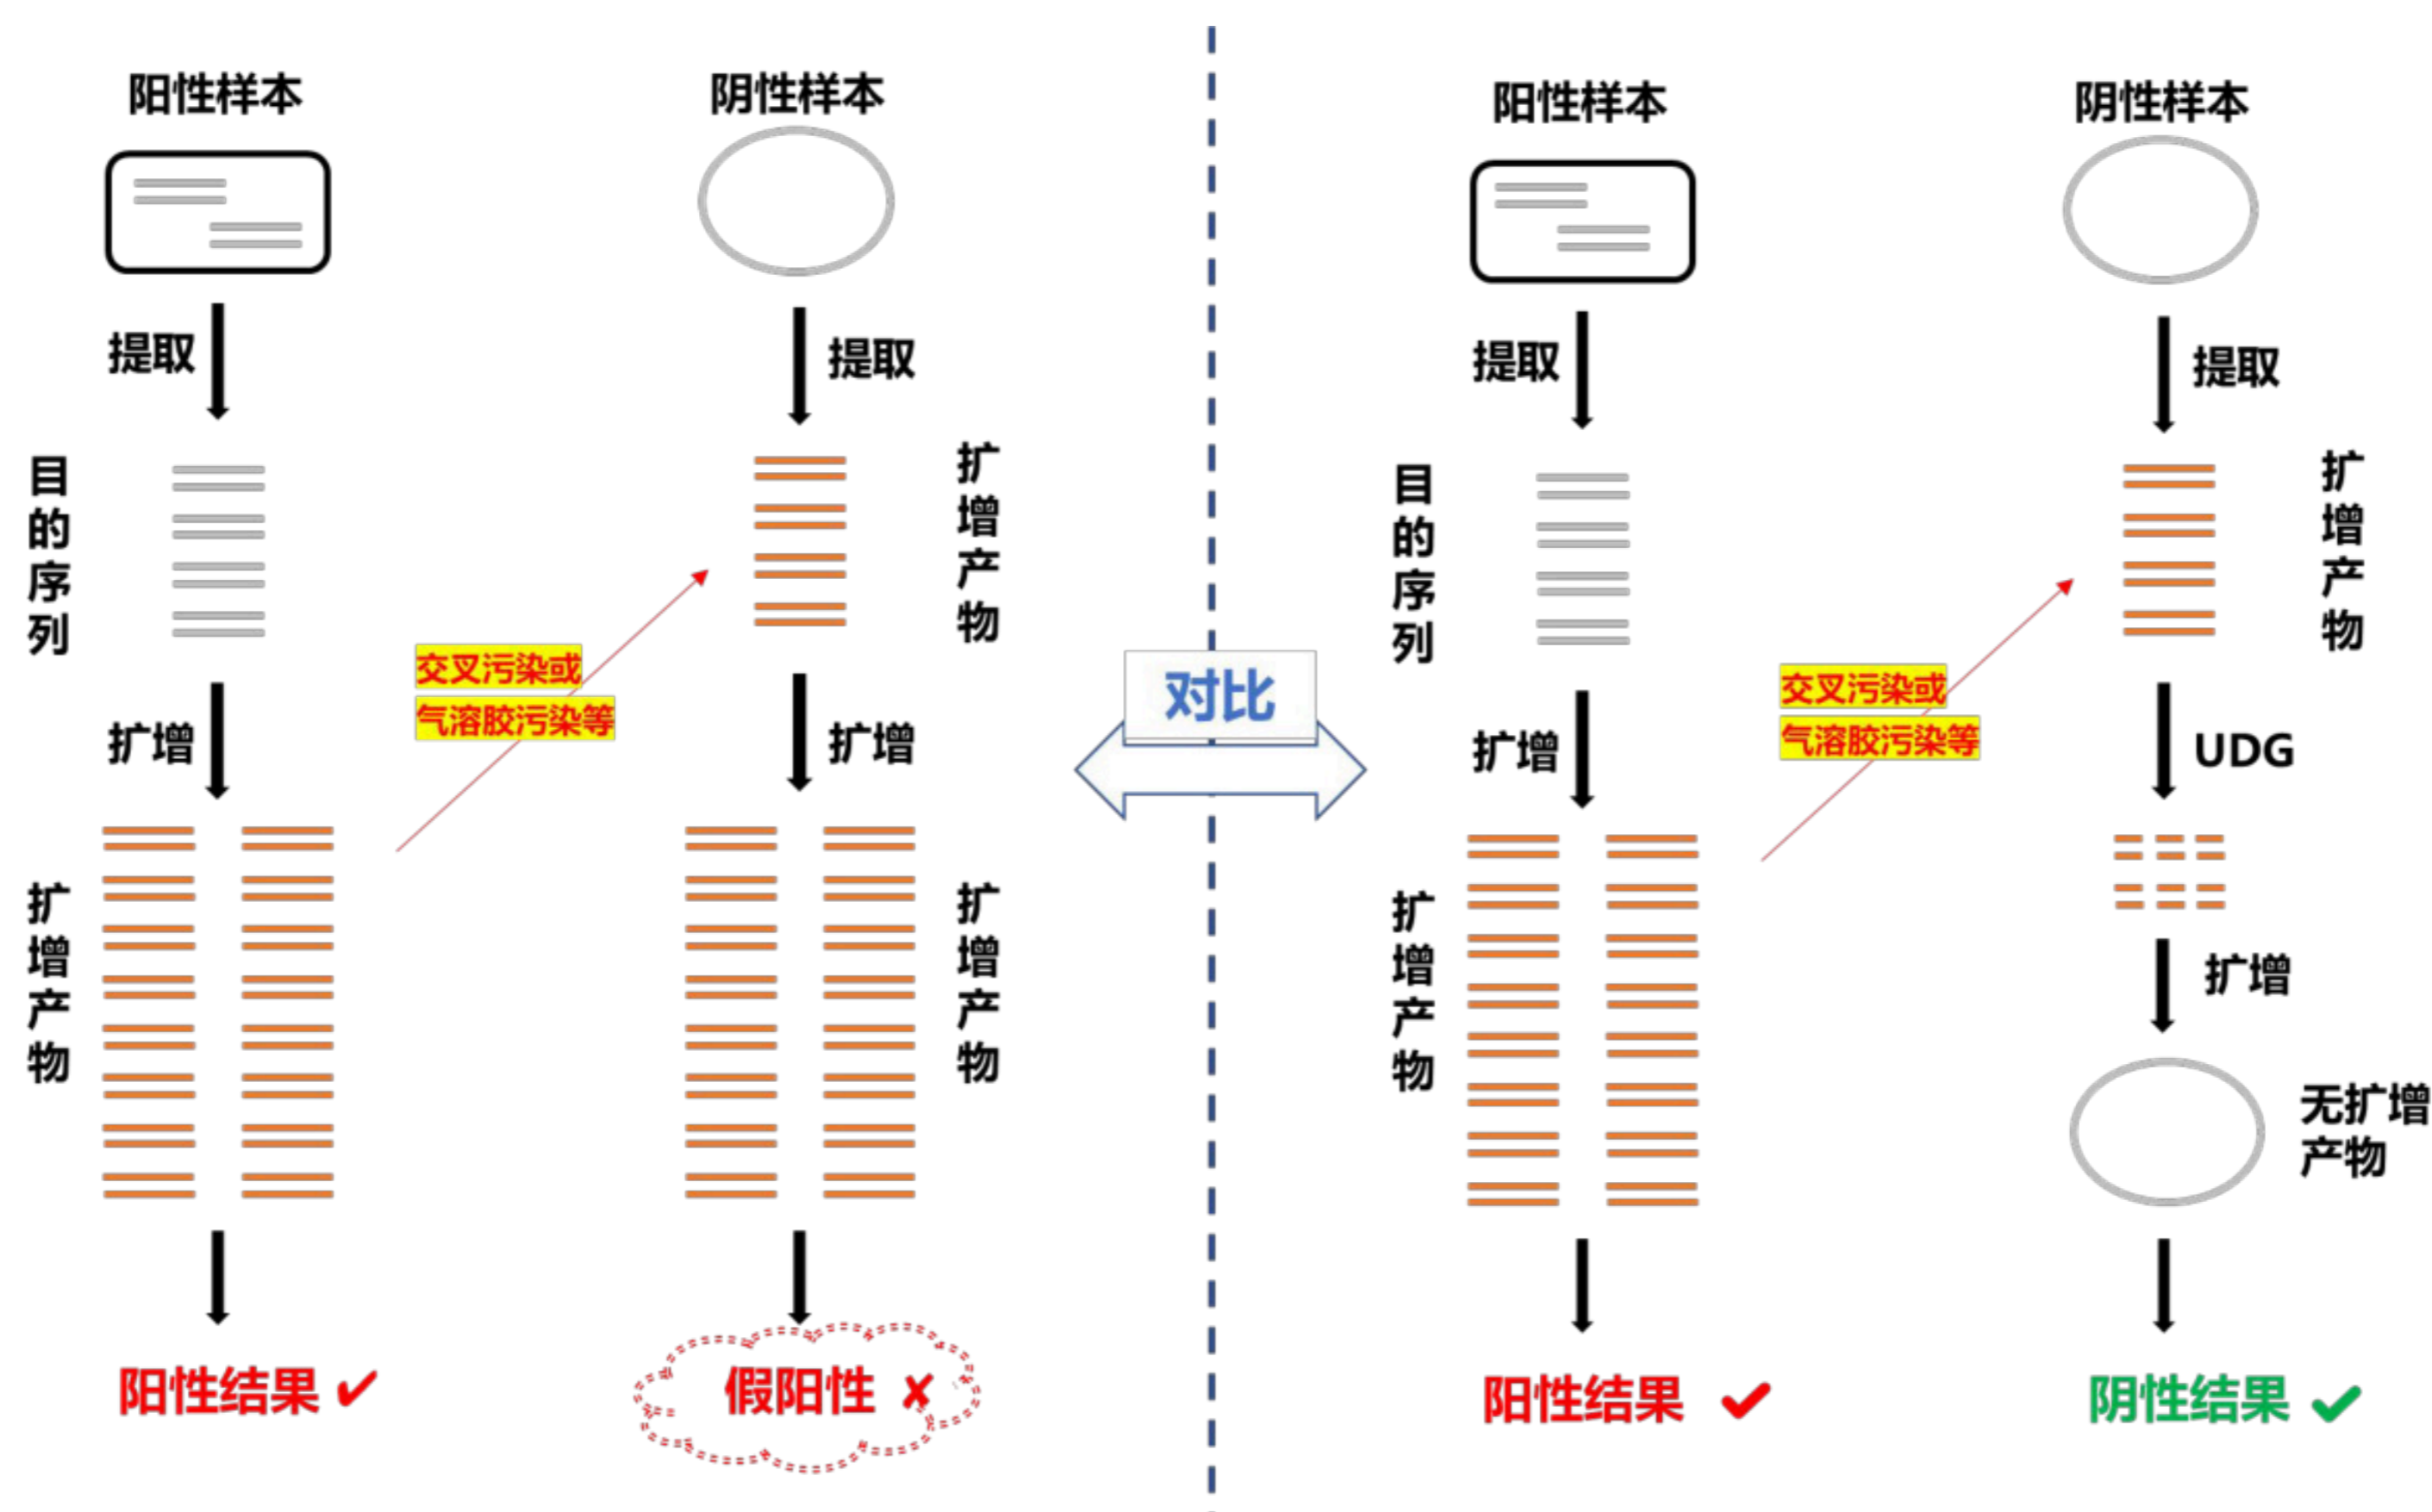 阳性样本
阴性样本
提取
提取
目的序列
扩增产物
交叉污染或
气溶胶污染等
扩增
扩增
扩增产物
扩增产物
阳性结果 ✔
假阳性 ✘
对比
阳性样本
阴性样本
提取
提取
目的序列
扩增产物
交叉污染或
气溶胶污染等
扩增
UDG
扩增产物
扩增
无扩增
产物
阳性结果 ✔
阴性结果 ✔